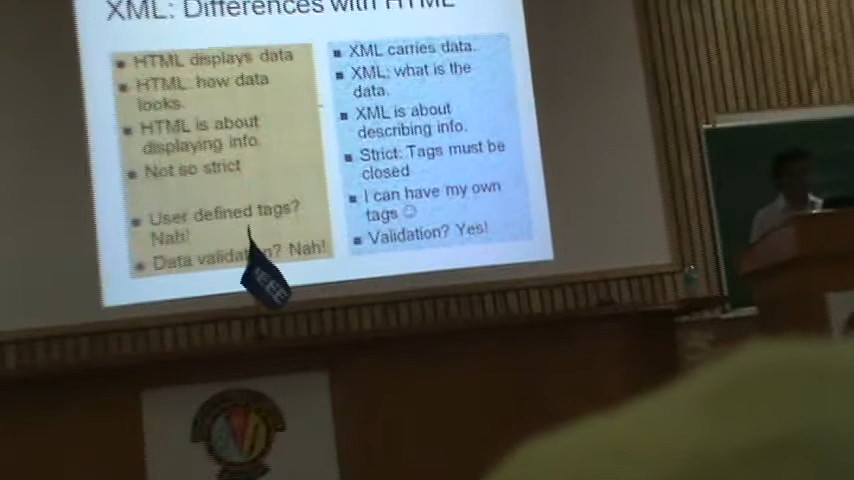 XML: Differences with HTML
HTML displays data
HTML: how data
looks.
HTML is about
displaying info.
Not so strict
User defined tags?
Nah!
Data validation? Nah!
XML carries data.
XML: what is the
data.
XML is about
describing info.
Strict: Tags must be
closed
I can have my own
tags ☺
Validation? Yes!
IEEE